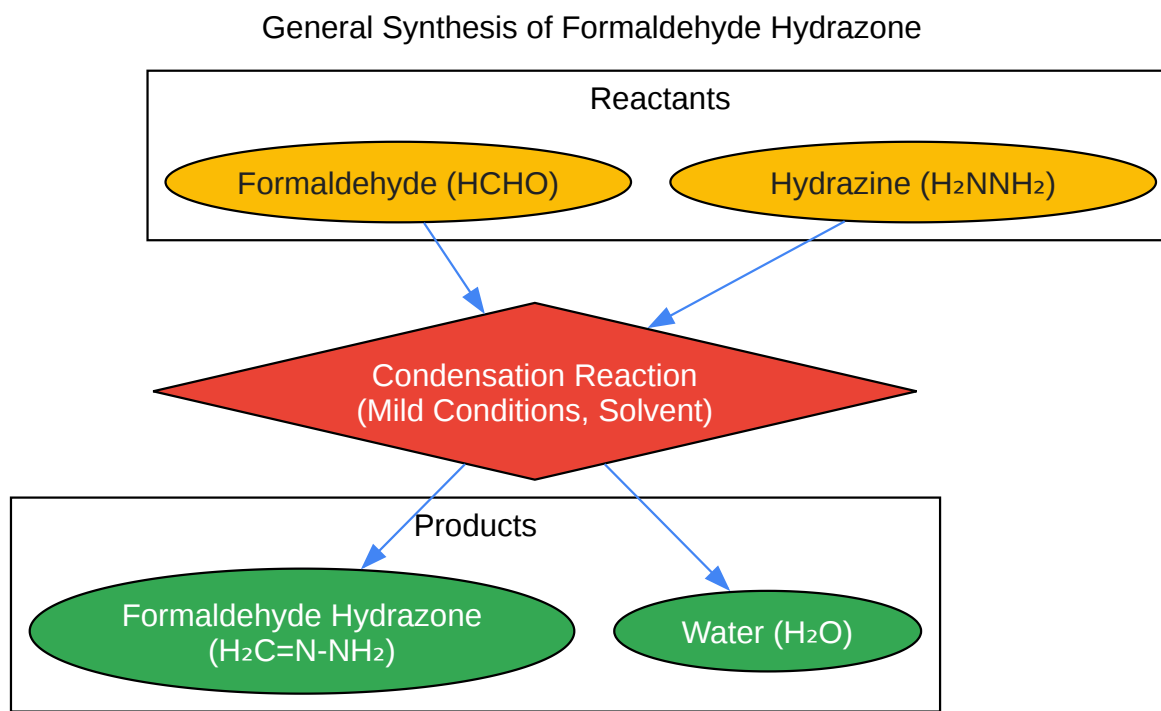 General Synthesis of Formaldehyde Hydrazone
Reactants
Formaldehyde (HCHO)
Hydrazine (H₂NNH₂)
Condensation Reaction
(Mild Conditions, Solvent)
Products
Formaldehyde Hydrazone
(H₂C=N-NH₂)
Water (H₂O)